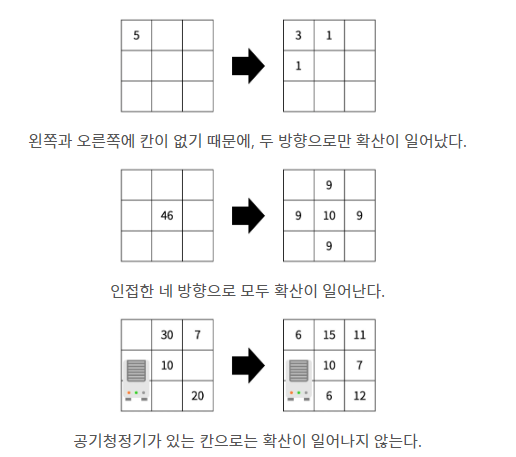 5 3 1
1
왼쪽과 오른쪽에 칸이 없기 때문에, 두 방향으로만 확산이 일어났다.
9
46 9 10 9
9
인접한 네 방향으로 모두 확산이 일어난다.
30 7 6 15 11
10 10 7
20 6 12
공기청정기가 있는 칸으로는 확산이 일어나지 않는다.